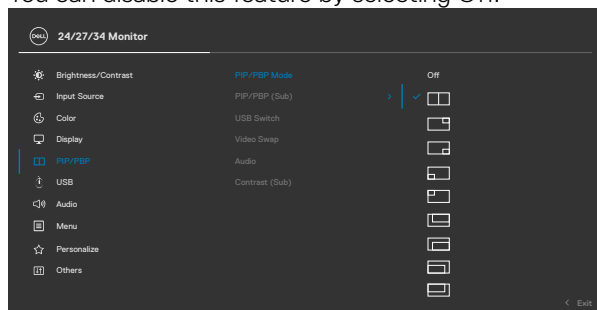 You can disable this feature by selecting Off.
DELL 24/27/34 Monitor
Brightness/Contrast PIP/PBP Mode Off
Input Source PIP/PBP (Sub)
Color USB Switch
Display Video Swap
PIP/PBP Audio
USB Contrast (Sub)
Audio
Menu
Personalize
Others
Exit